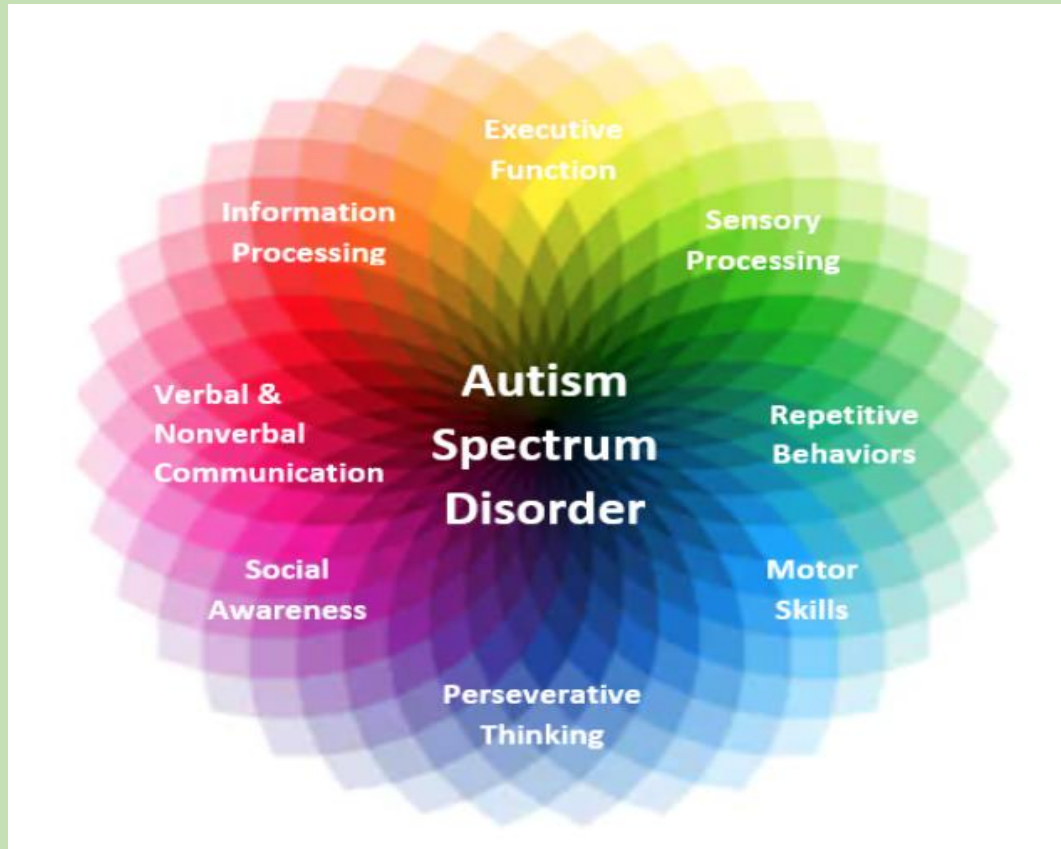 Executive
Function
Information
Processing
Sensory
Processing
Autism
Spectrum
Disorder
Verbal &
Nonverbal
Communication
Repetitive
Behaviors
Social
Awareness
Motor
Skills
Perseverative
Thinking